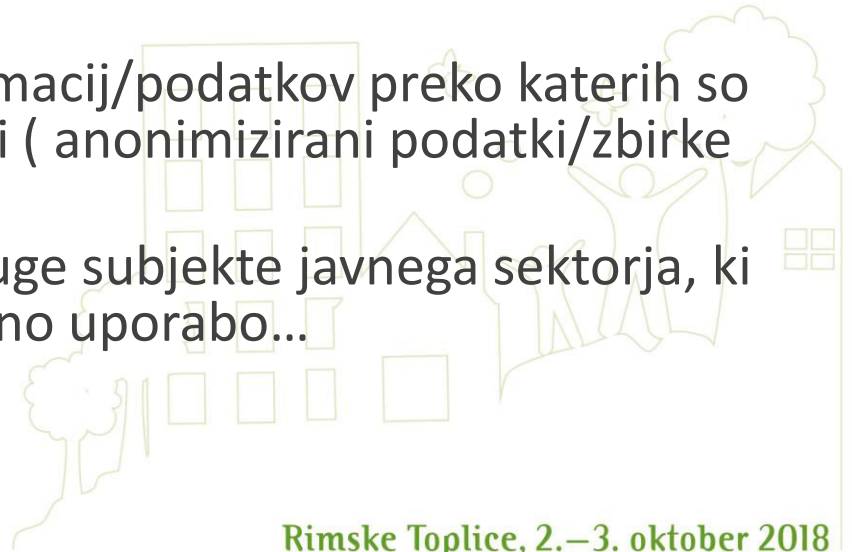 macij/podatkov preko katerih so
i ( anonimizirani podatki/zbirke
uge subjekte javnega sektorja, ki
no uporabo...
Rimske Toplice, 2.–3. oktober 2018